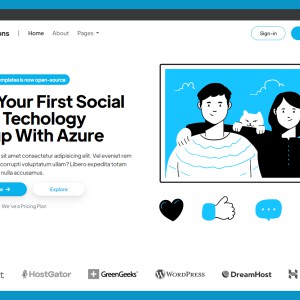 Home About Pages
Sign-in
templates is now open-source
Your First Social
Techology
With Azure
sit amet consectetur adipisicing elit. Vel eveniet rem
corrupti voluptatum ullam? Libero expedita totam
nulla accusamus.
Explore
We've a Pricing Plan
HostGator GreenGeeks WordPress DreamHost